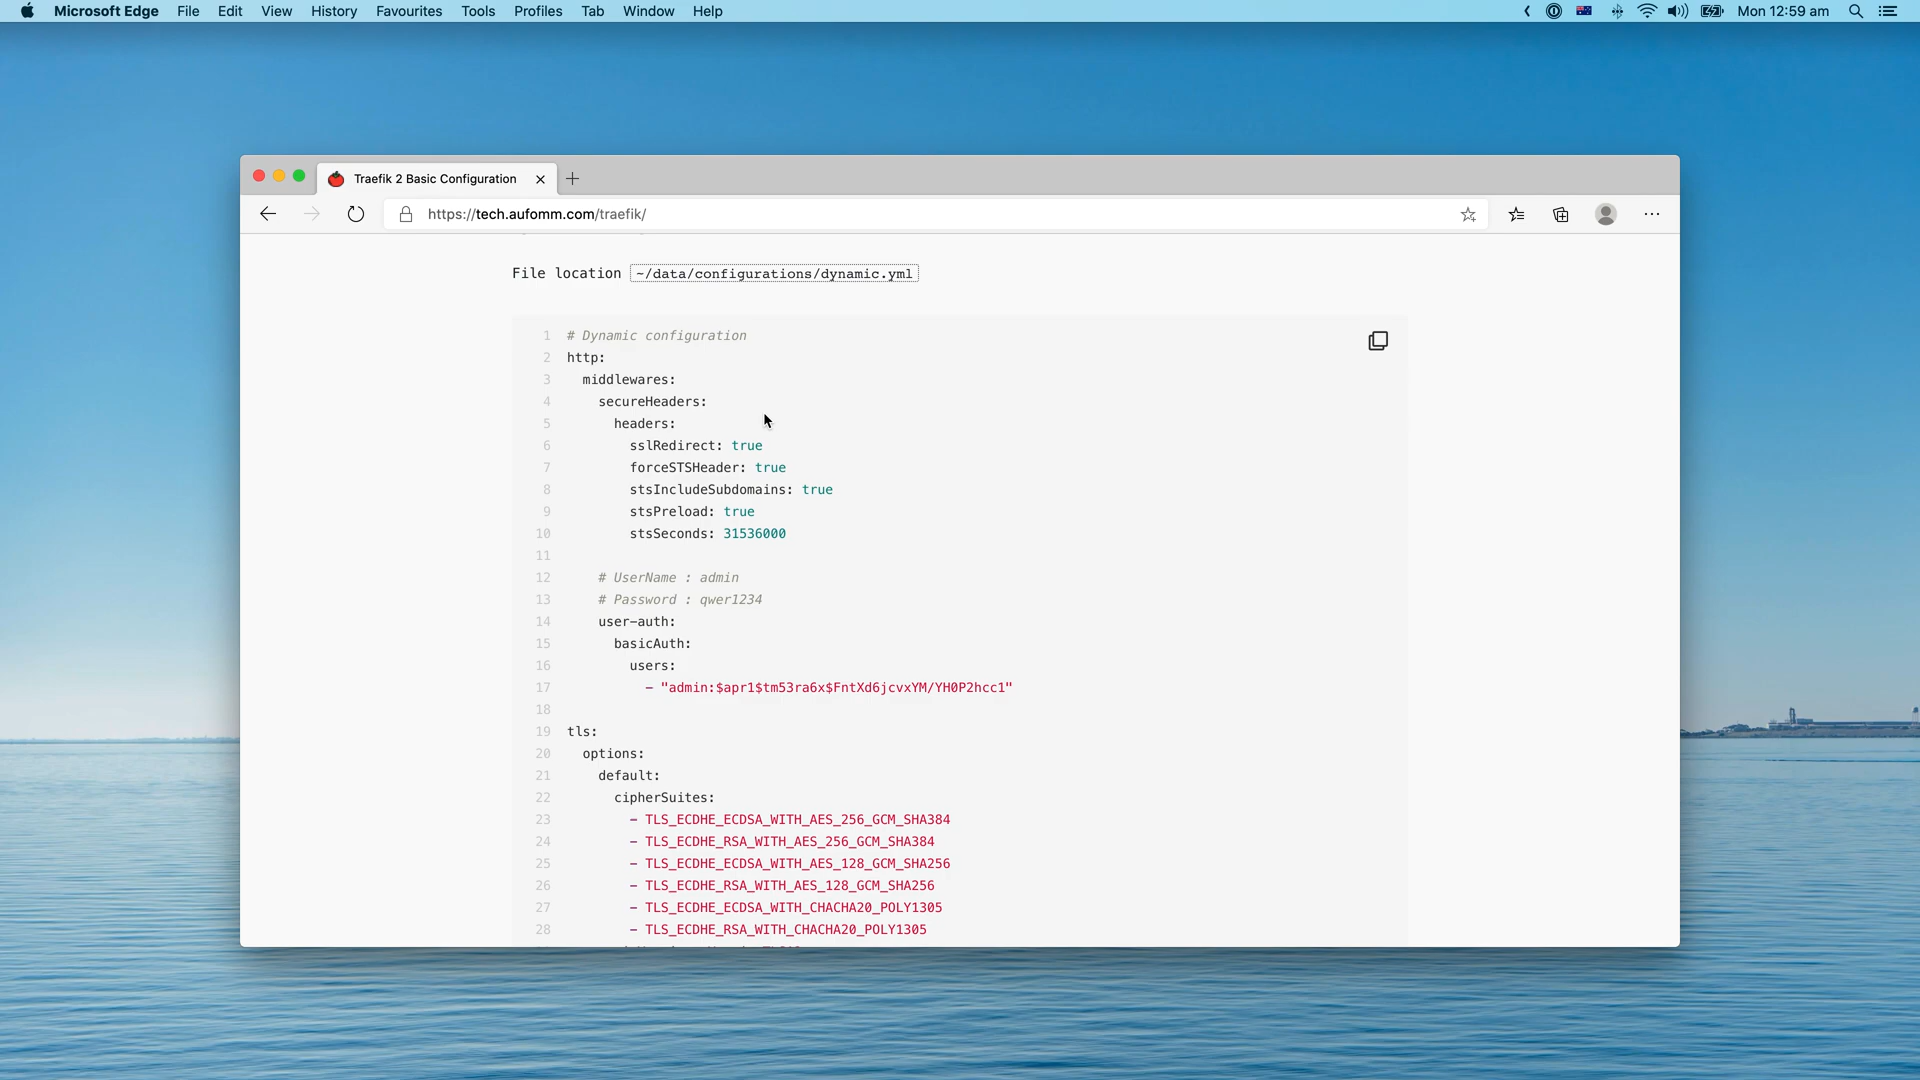 Microsoft Edge File Edit View History Favourites Tools Profiles Tab Window Help Mon 12:59 am
Traefik 2 Basic Configuration
https://tech.aufomm.com/traefik/
File location ~/data/configurations/dynamic.yml
1 # Dynamic configuration
2 http:
3 middlewares:
4 secureHeaders:
5 headers:
6 sslRedirect: true
7 forceSTSHeader: true
8 stsIncludeSubdomains: true
9 stsPreload: true
10 stsSeconds: 31536000
11
12 # UserName : admin
13 # Password : qwer1234
14 user-auth:
15 basicAuth:
16 users:
17 - "admin:$apr1$tm53ra6x$FntXd6jcvxYM/YH0P2hcc1"
18
19 tls:
20 options:
21 default:
22 cipherSuites:
23 - TLS_ECDHE_ECDSA_WITH_AES_256_GCM_SHA384
24 - TLS_ECDHE_RSA_WITH_AES_256_GCM_SHA384
25 - TLS_ECDHE_ECDSA_WITH_AES_128_GCM_SHA256
26 - TLS_ECDHE_RSA_WITH_AES_128_GCM_SHA256
27 - TLS_ECDHE_ECDSA_WITH_CHACHA20_POLY1305
28 - TLS_ECDHE_RSA_WITH_CHACHA20_POLY1305